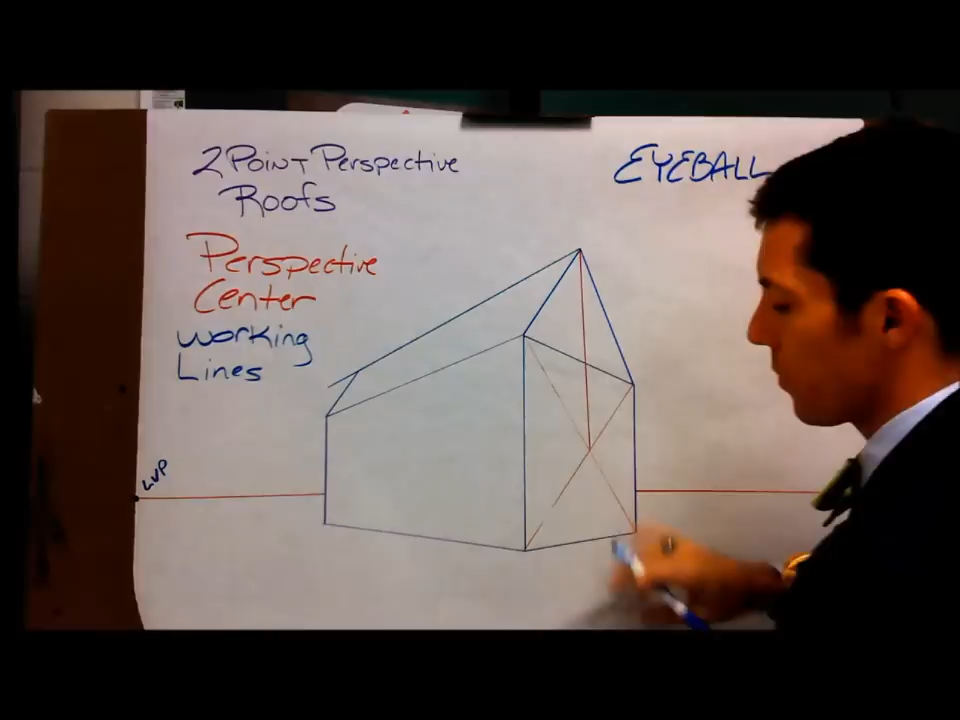 2 Point Perspective
Roofs
EYEBALL
Perspective
Center
Working
Lines
LVP